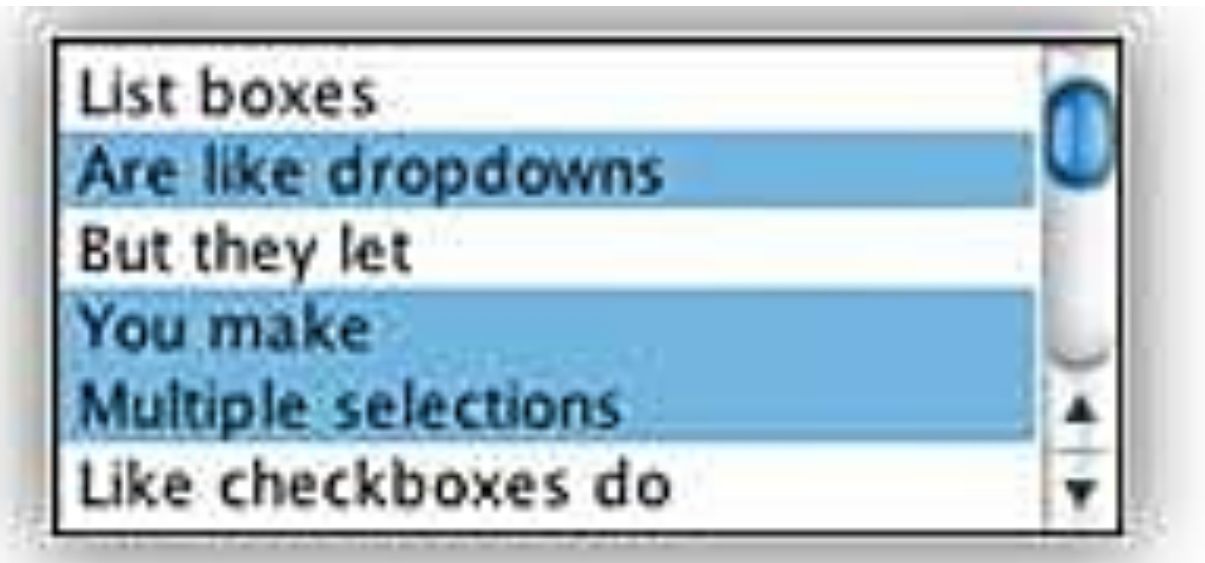 List boxes
Are like dropdowns
But they let
You make
Multiple selections
Like checkboxes do